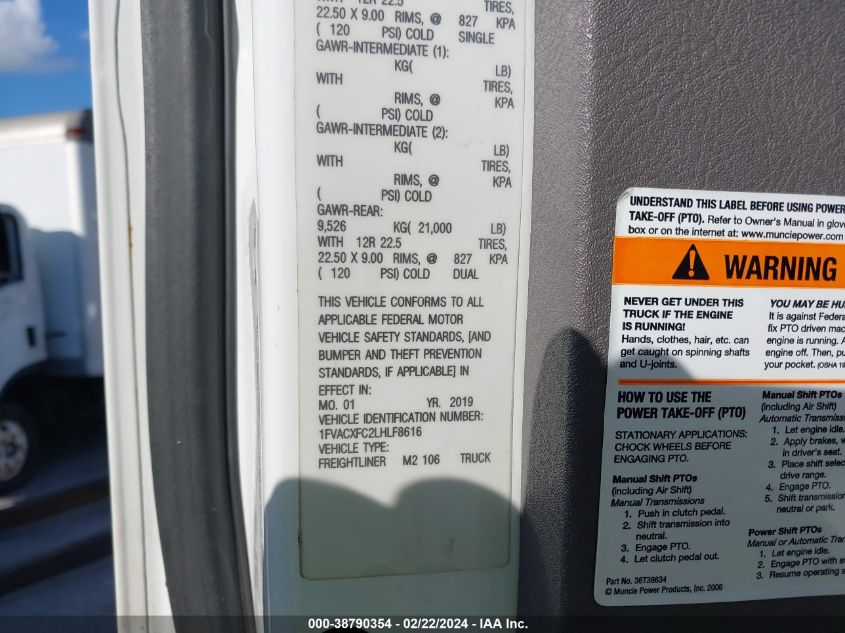 WITH 12R 22.5 TIRES,
22.50 X 9.00 RIMS, @ 827 KPA
( 120 PSI) COLD SINGLE
GAWR-INTERMEDIATE (1):
KG( LB)
WITH TIRES,
RIMS, @ KPA
( PSI) COLD
GAWR-INTERMEDIATE (2):
KG( LB)
WITH TIRES,
RIMS, @ KPA
( PSI) COLD
GAWR-REAR:
9,526 KG( 21,000 LB)
WITH 12R 22.5 TIRES,
22.50 X 9.00 RIMS, @ 827 KPA
( 120 PSI) COLD DUAL
THIS VEHICLE CONFORMS TO ALL
APPLICABLE FEDERAL MOTOR
VEHICLE SAFETY STANDARDS, [AND
BUMPER AND THEFT PREVENTION
STANDARDS, IF APPLICABLE] IN
EFFECT IN:
MO. 01 YR. 2019
VEHICLE IDENTIFICATION NUMBER:
1FVACXFC2LHLF8616
VEHICLE TYPE:
FREIGHTLINER M2 106 TRUCK
UNDERSTAND THIS LABEL BEFORE USING POWER
TAKE-OFF (PTO). Refer to Owner's Manual in glov
box or on the internet at: www.munciepower.com
WARNING
NEVER GET UNDER THIS
TRUCK IF THE ENGINE
IS RUNNING!
Hands, clothes, hair, etc. can
get caught on spinning shafts
and U-joints.
YOU MAY BE HU
It is against Federa
fix PTO driven mac
engine is running. A
engine off. Then, pu
your pocket. (OSHA 19
HOW TO USE THE
POWER TAKE-OFF (PTO)
STATIONARY APPLICATIONS:
CHOCK WHEELS BEFORE
ENGAGING PTO.
Manual Shift PTOs
(including Air Shift)
Manual Transmissions
1. Push in clutch pedal.
2. Shift transmission into
neutral.
3. Engage PTO.
4. Let clutch pedal out.
Manual Shift PTOs
(including Air Shift)
Automatic Tran
1. Let engine idle.
2. Apply brakes, w
in driver's seat.
3. Place shift selec
drive range.
4. Engage PTO.
5. Shift transmission
neutral or park.
Power Shift PTOs
Manual or Automatic Tran
1. Let engine idle.
2. Engage PTO with s
3. Resume operating s
Part No. 36T38634
© Muncie Power Products, Inc. 2006
000-38790354 - 02/22/2024 - IAA Inc.